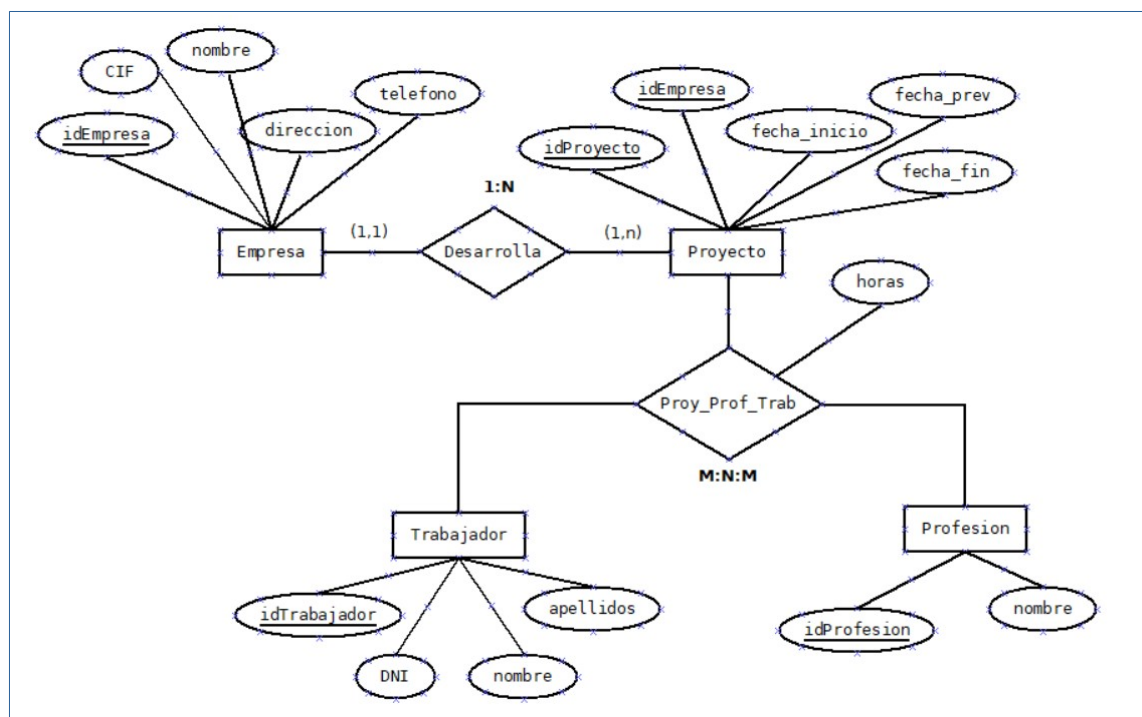 nombre
CIF
telefono
idEmpresa
direccion
idEmpresa
fecha_prev
fecha_inicio
idProyecto
fecha_fin
1:N
Empresa
(1,1)
Desarrolla
(1,n)
Proyecto
horas
Proy_Prof_Trab
M:N:M
Trabajador
Profesion
idTrabajador
apellidos
DNI
nombre
idProfesion
nombre